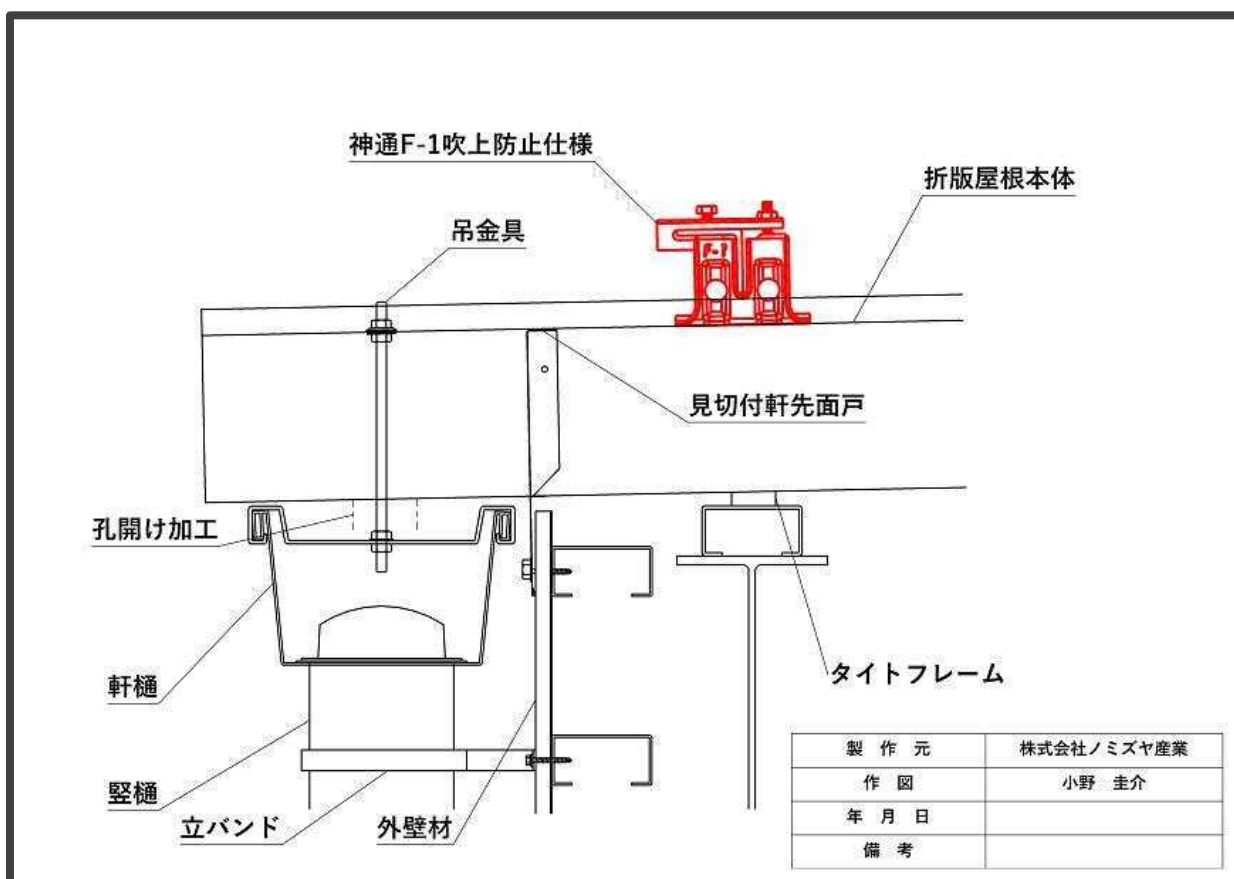 神通F-1吹上防止仕様
折版屋根本体
吊金具
F-1
見切付軒先面戸
孔開け加工
軒樋
タイトフレーム
竪樋
立バンド
外壁材
製 作 元 株式会社ノミズヤ産業
作 図 小野 圭介
年 月 日
備 考